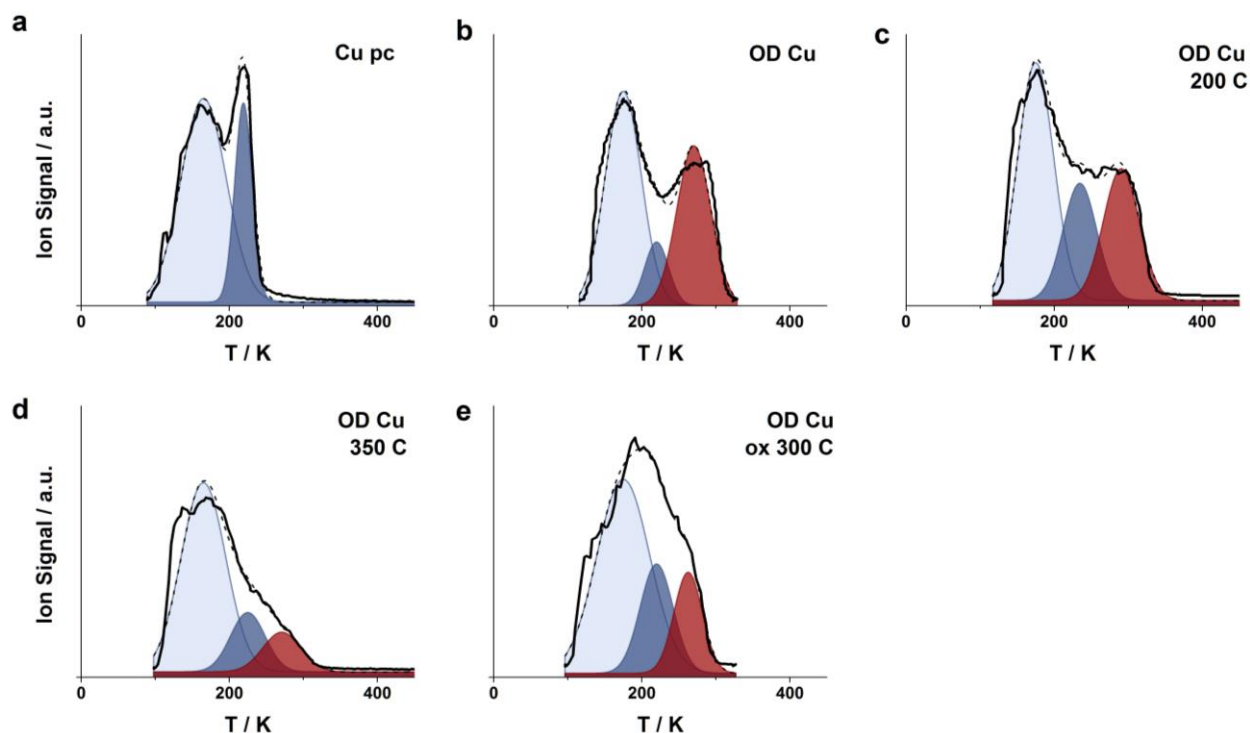 a
Cu pc
Ion Signal / a.u.
0 200 400
T / K
b
OD Cu
0 200 400
T / K
c
OD Cu
200 C
0 200 400
T / K
d
OD Cu
350 C
Ion Signal / a.u.
0 200 400
T / K
e
OD Cu
ox 300 C
0 200 400
T / K